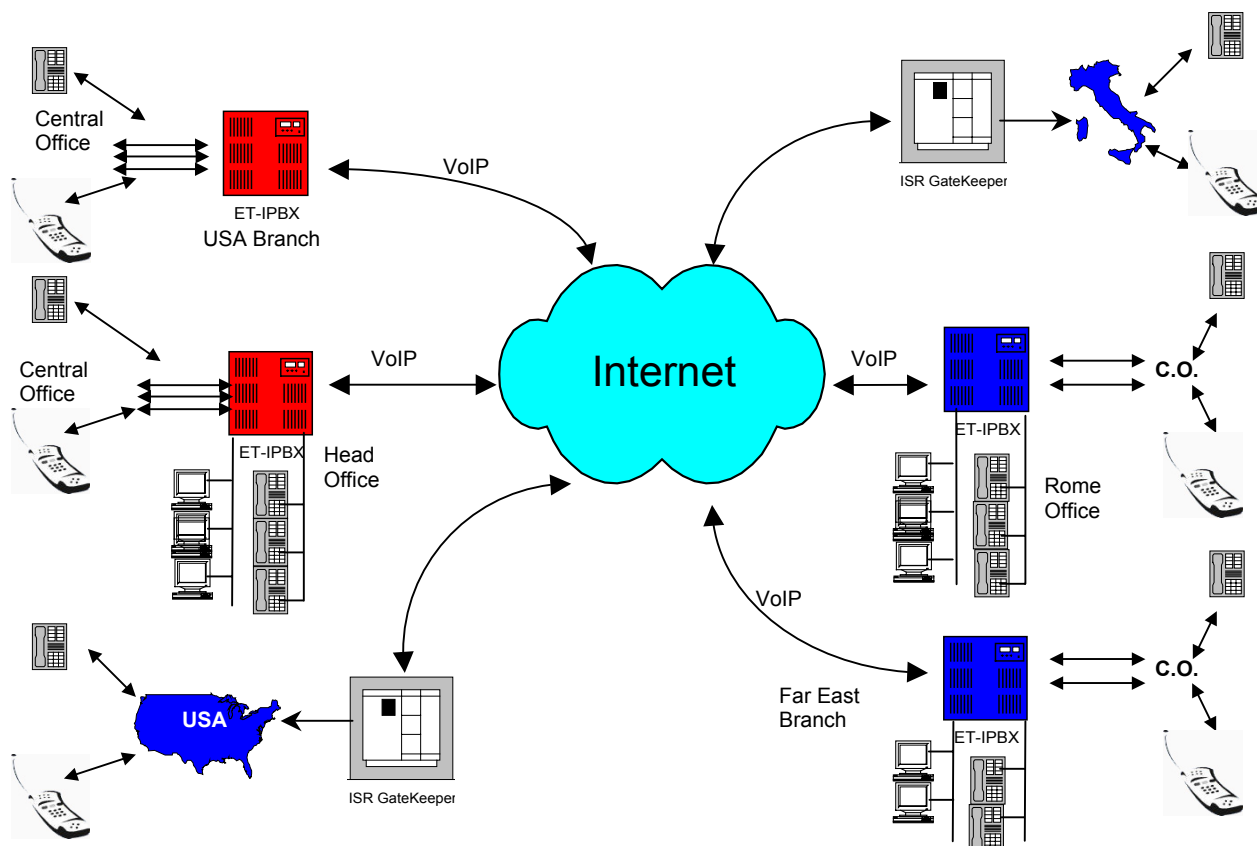 Central
Office
ET-IPBX
USA Branch
VoIP
ISR GateKeeper
Central
Office
ET-IPBX
Head
Office
VoIP
Internet
VoIP
ET-IPBX
Rome
Office
C.O.
USA
ISR GateKeeper
VoIP
Far East
Branch
ET-IPBX
C.O.